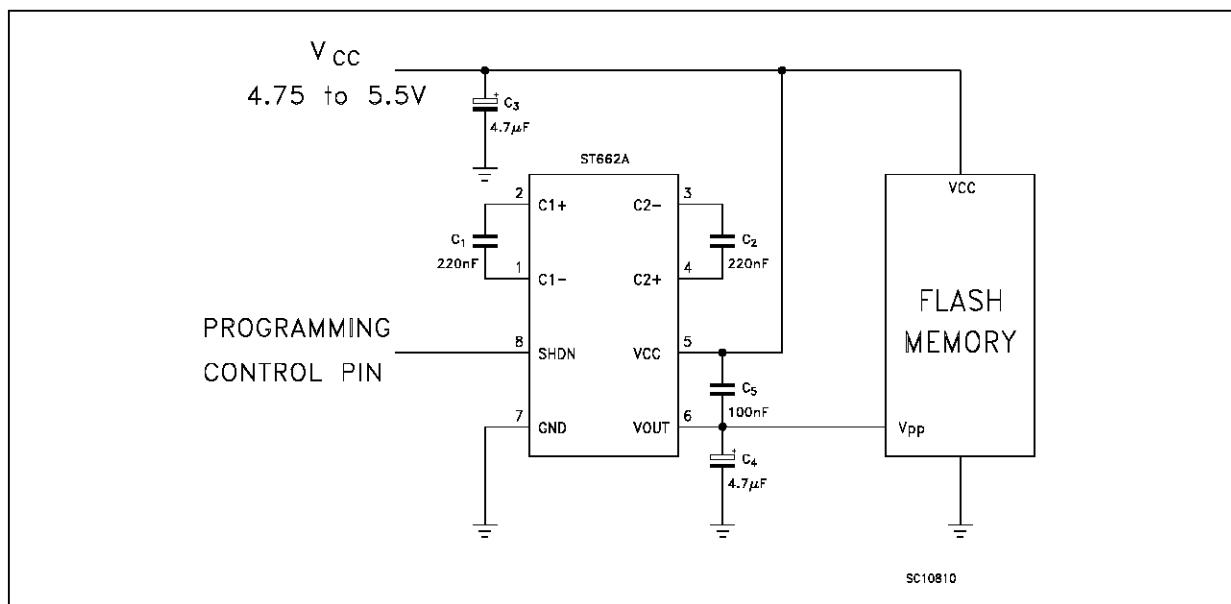 V CC
4.75 to 5.5V
+
C3
4.7µF
ST662A
2
C1+
C2-
3
C1
220nF
C2
220nF
1
C1-
C2+
4
PROGRAMMING
CONTROL PIN
8
SHDN
VCC
5
C5
100nF
7
GND
VOUT
6
+
C4
4.7µF
VCC
FLASH
MEMORY
Vpp
SC10810